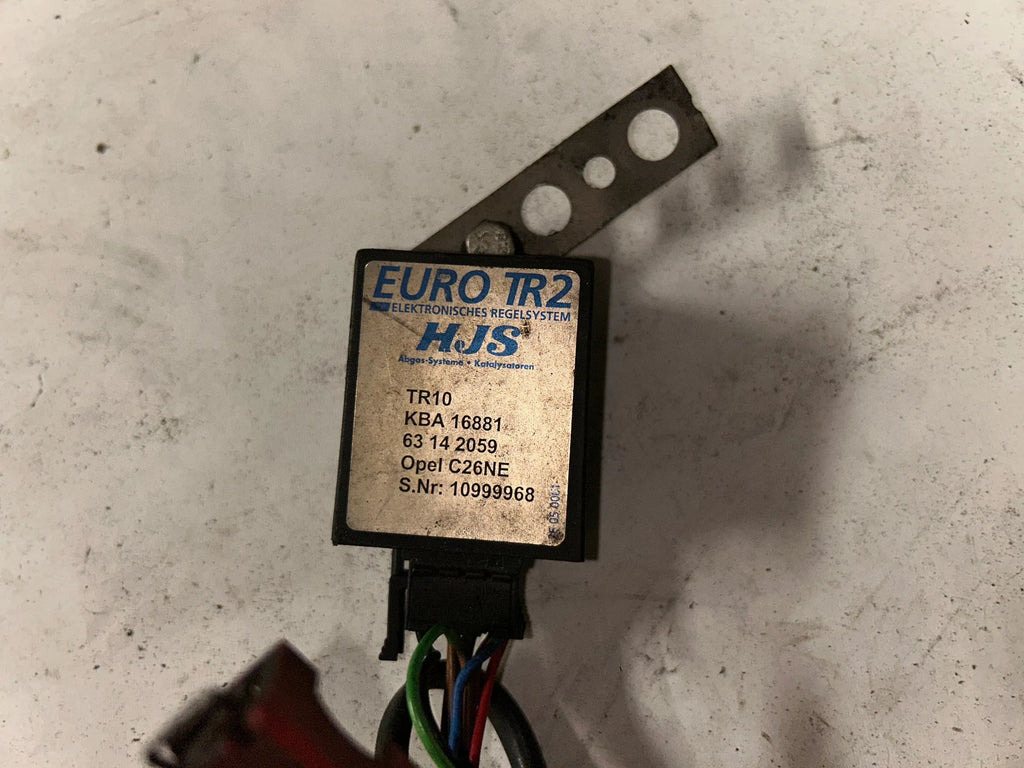 EURO TR2
ELEKTRONISCHES REGELSYSTEM
HJS
Abgas-Systeme • Katalysatoren
TR10
KBA 16881
63 14 2059
Opel C26NE
S.Nr: 10999968